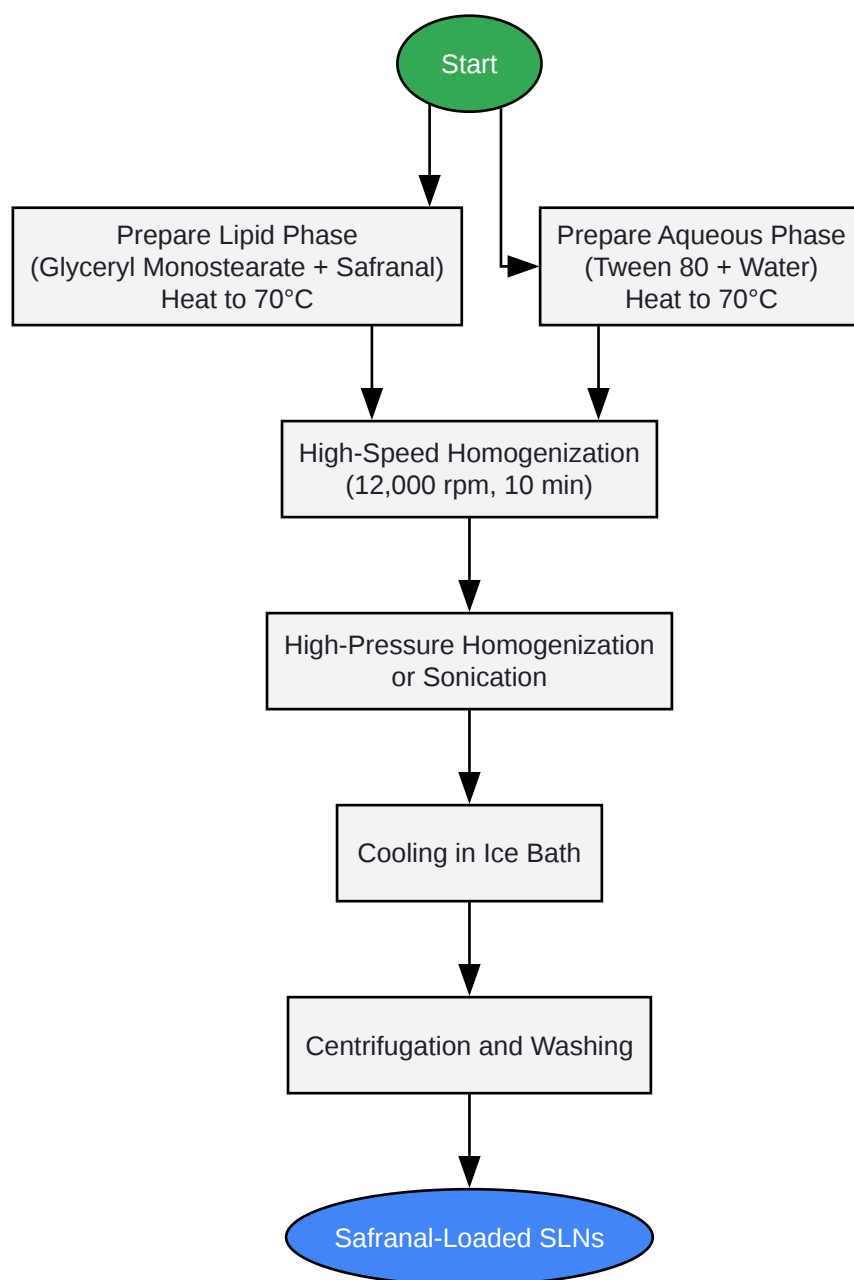 Start
Prepare Lipid Phase
(Glyceryl Monostearate + Safranal)
Heat to 70°C
Prepare Aqueous Phase
(Tween 80 + Water)
Heat to 70°C
High-Speed Homogenization
(12,000 rpm, 10 min)
High-Pressure Homogenization
or Sonication
Cooling in Ice Bath
Centrifugation and Washing
Safranal-Loaded SLNs